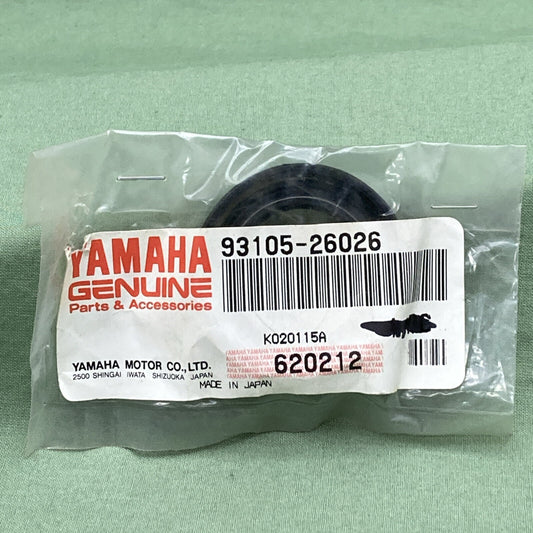 YAMAHA
GENUINE
Parts & Accessories
93105-26026
K020115A
620212
YAMAHA MOTOR CO., LTD.
2500 SHINGAI IWATA SHIZUOKA JAPAN
MADE IN JAPAN